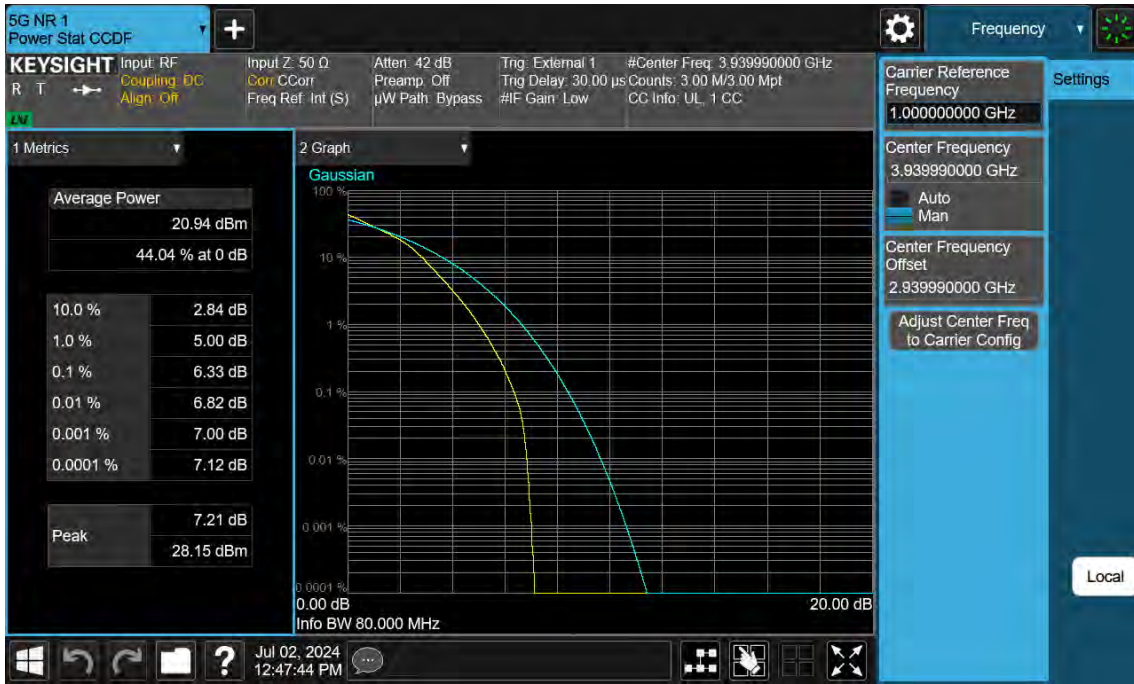 5G NR 1
Power Stat CCDF
Frequency
KEYSIGHT
R T
LNI
Input: RF
Coupling: DC
Align: Off
Input Z: 50 Ω
Corr CCorr
Freq Ref: Int (S)
Atten: 42 dB
Preamp: Off
µW Path: Bypass
Trig: External 1
Trig Delay: 30.00 µs
#IF Gain: Low
#Center Freq: 3.939990000 GHz
Counts: 3.00 M/3.00 Mpt
CC Info: UL, 1 CC
1 Metrics
Average Power
20.94 dBm
44.04 % at 0 dB
10.0 % 2.84 dB
1.0 % 5.00 dB
0.1 % 6.33 dB
0.01 % 6.82 dB
0.001 % 7.00 dB
0.0001 % 7.12 dB
Peak
7.21 dB
28.15 dBm
2 Graph
Gaussian
100 %
10 %
1 %
0.1 %
0.01 %
0.001 %
0.0001 %
0.00 dB 20.00 dB
Info BW 80.000 MHz
Carrier Reference
Frequency
1.000000000 GHz
Center Frequency
3.939990000 GHz
Auto
Man
Center Frequency
Offset
2.939990000 GHz
Adjust Center Freq
to Carrier Config
Settings
Local
?
Jul 02, 2024
12:47:44 PM